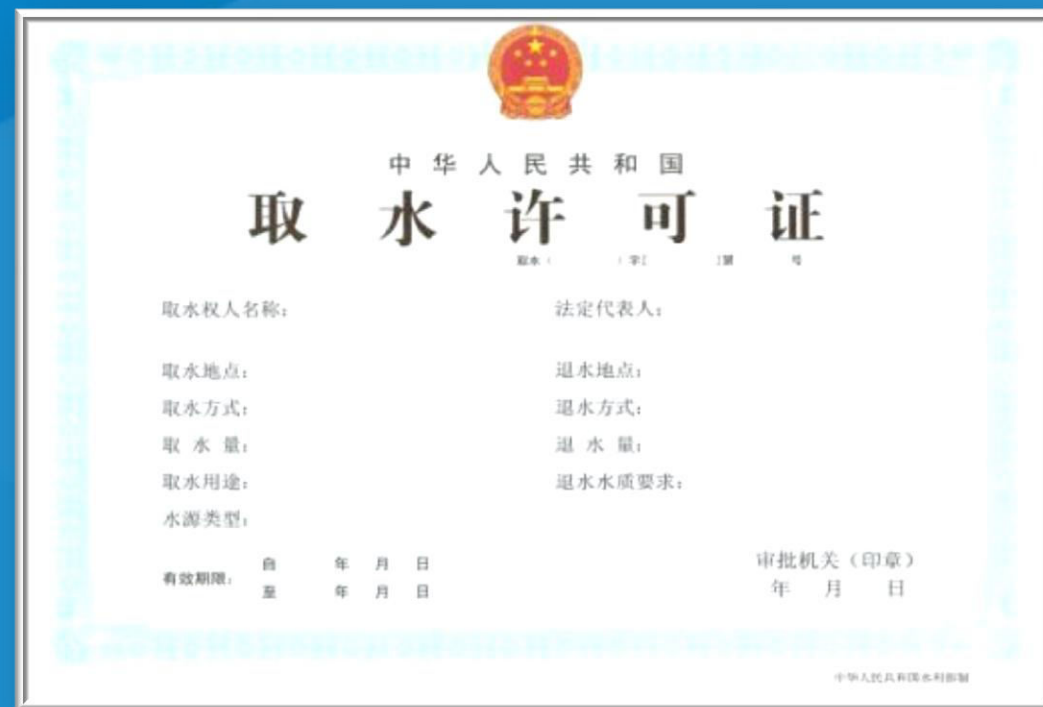 中华人民共和国
取水许可证
取水( )字[ ]第 号
取水权人名称: 法定代表人:
取水地点: 退水地点:
取水方式: 退水方式:
取 水 量: 退 水 量:
取水用途: 退水水质要求:
水源类型:
有效期限: 自 年 月 日
至 年 月 日
审批机关(印章)
年 月 日
中华人民共和国水利部制